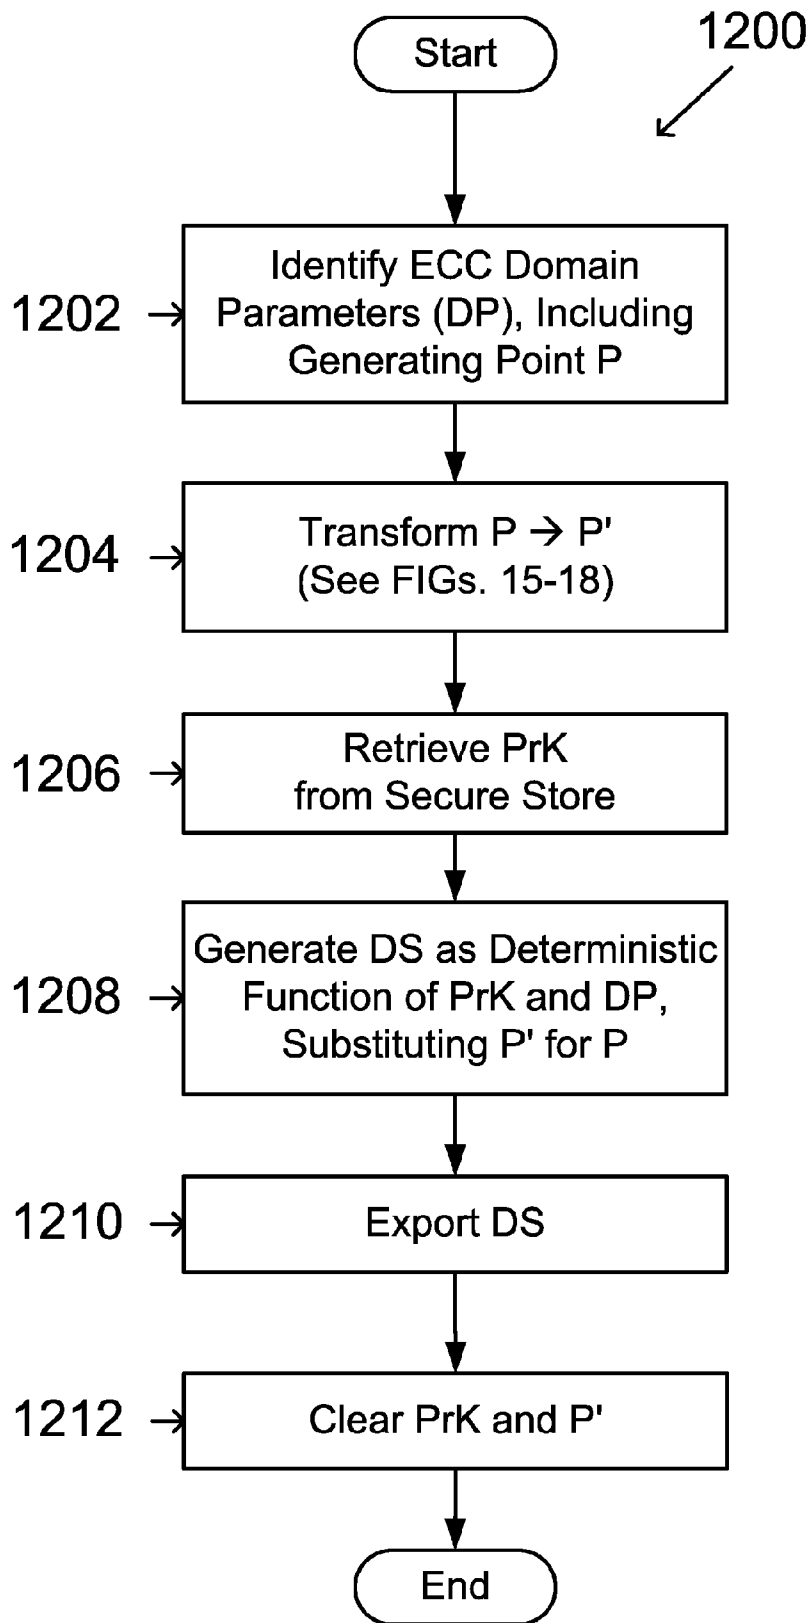 Start
1200
1202
Identify ECC Domain
Parameters (DP), Including
Generating Point P
1204
Transform P → P'
(See FIGs. 15-18)
1206
Retrieve PrK
from Secure Store
1208
Generate DS as Deterministic
Function of PrK and DP,
Substituting P' for P
1210
Export DS
1212
Clear PrK and P'
End